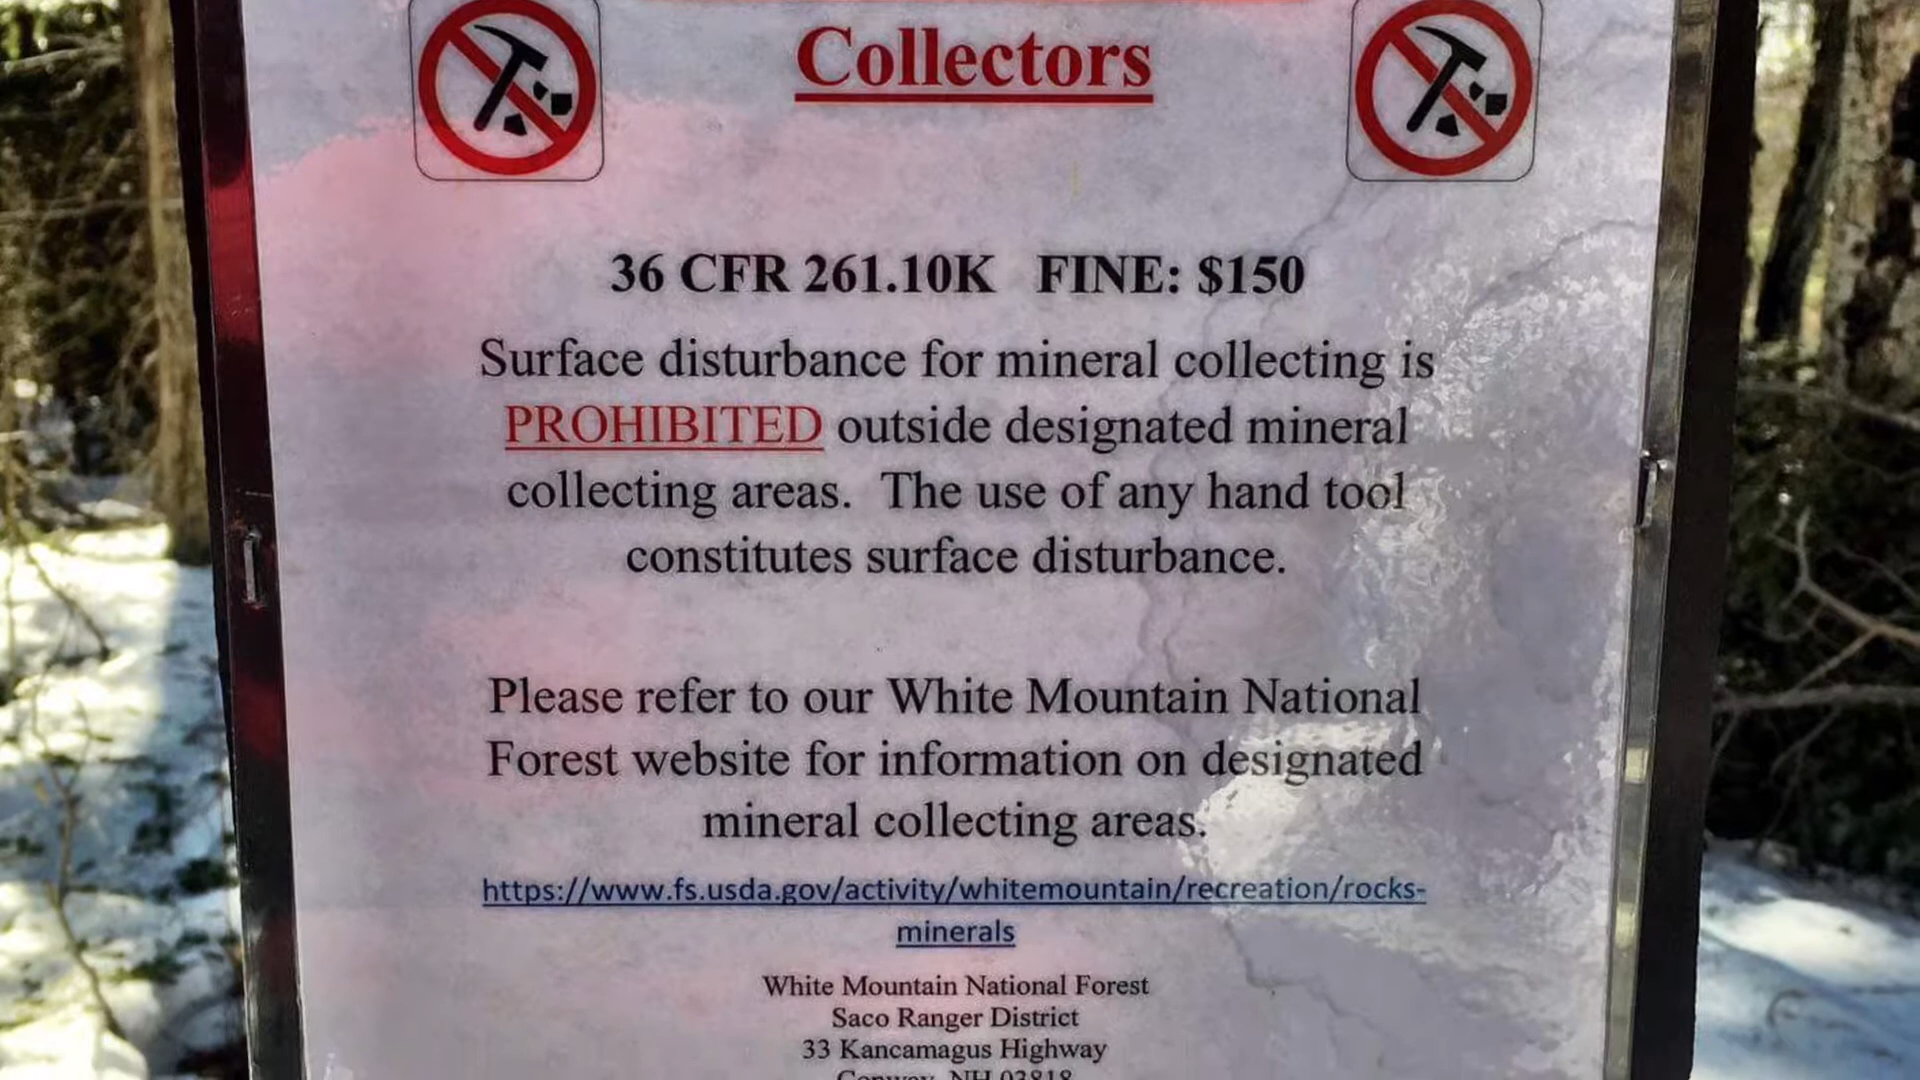 Collectors
36 CFR 261.10K FINE: $150
Surface disturbance for mineral collecting is
PROHIBITED outside designated mineral
collecting areas. The use of any hand tool
constitutes surface disturbance.
Please refer to our White Mountain National
Forest website for information on designated
mineral collecting areas.
https://www.fs.usda.gov/activity/whitemountain/recreation/rocks-
minerals
White Mountain National Forest
Saco Ranger District
33 Kancamagus Highway
Conway, NH 03818